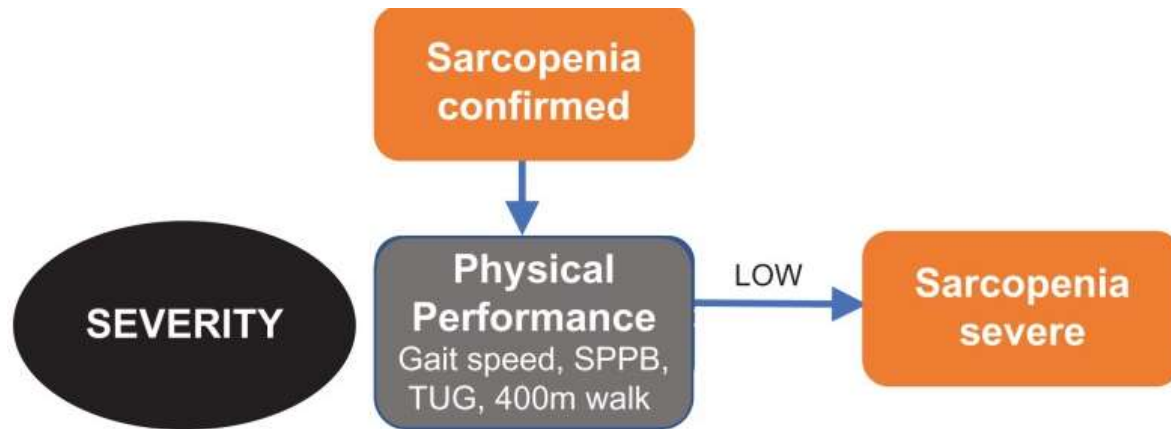 Sarcopenia
confirmed
SEVERITY
Physical
Performance
Gait speed, SPPB,
TUG, 400m walk
LOW
Sarcopenia
severe